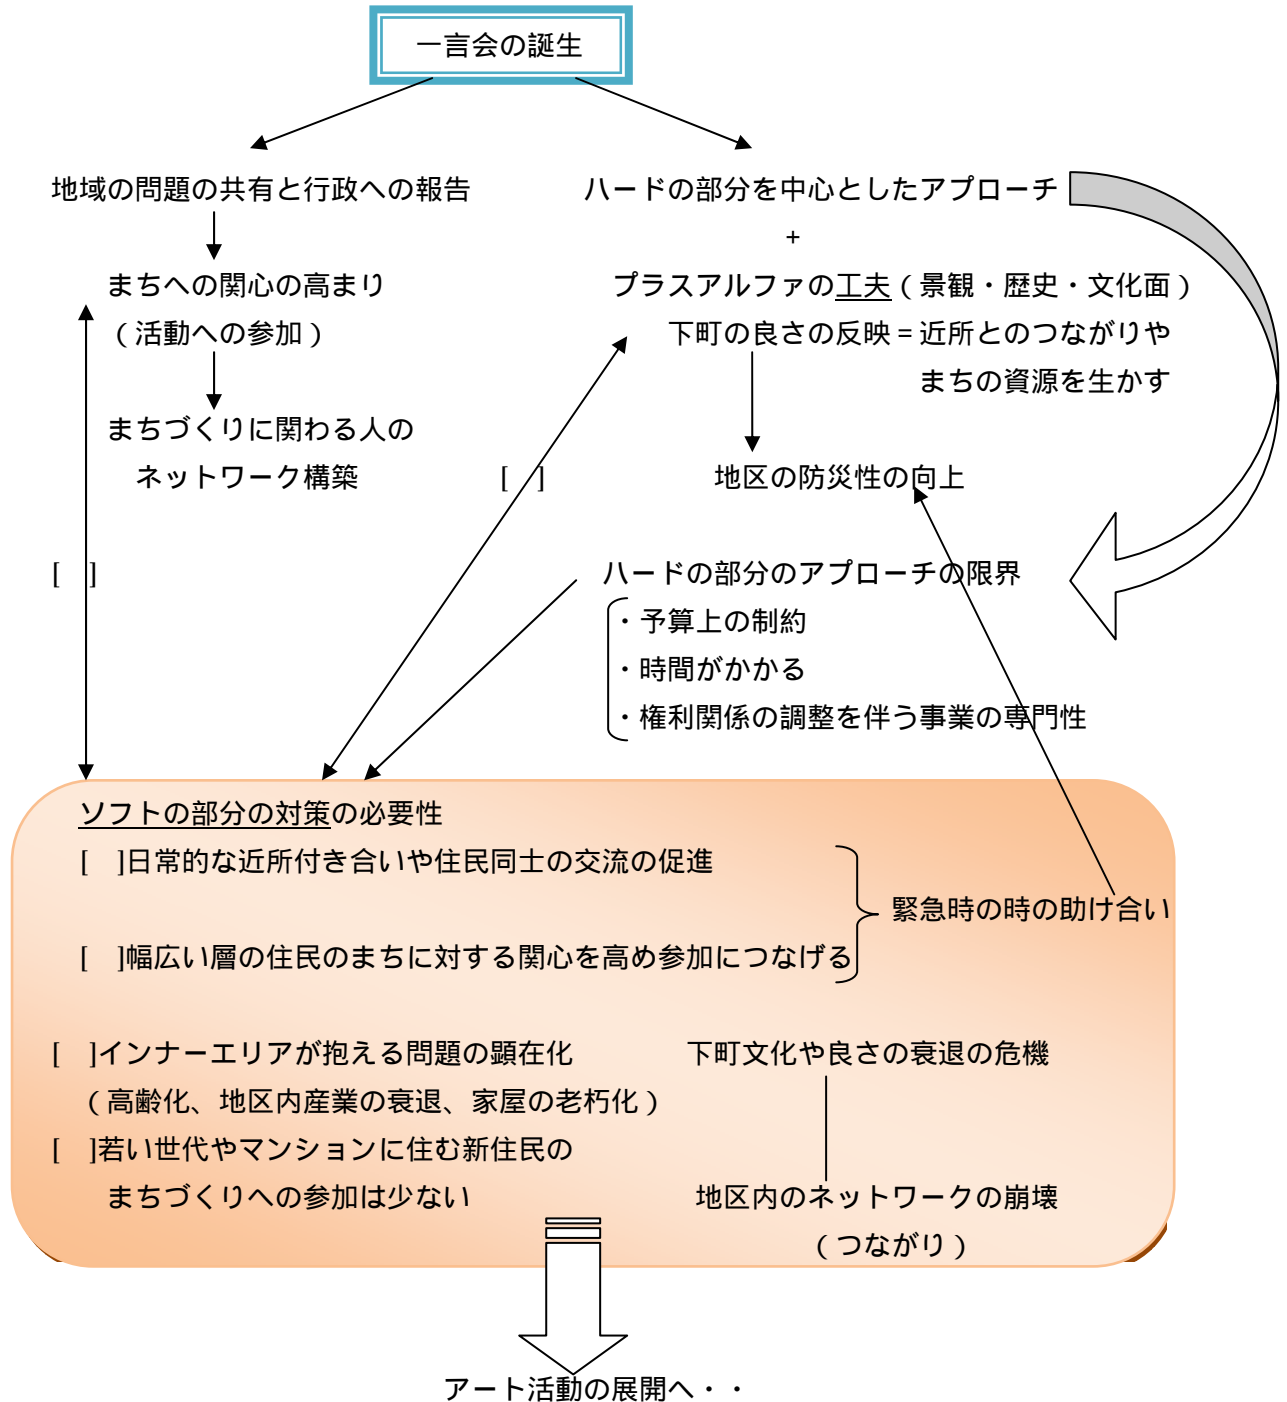 一言会の誕生
地域の問題の共有と行政への報告
ハードの部分を中心としたアプローチ
+
まちへの関心の高まり
（活動への参加）
プラスアルファの工夫（景観・歴史・文化面）
下町の良さの反映＝近所とのつながりや
まちの資源を生かす
まちづくりに関わる人の
ネットワーク構築
[　]
地区の防災性の向上
[　]
ハードの部分のアプローチの限界
・予算上の制約
・時間がかかる
・権利関係の調整を伴う事業の専門性
ソフトの部分の対策の必要性
[　]日常的な近所付き合いや住民同士の交流の促進
緊急時の時の助け合い
[　]幅広い層の住民のまちに対する関心を高め参加につなげる
[　]インナーエリアが抱える問題の顕在化
（高齢化、地区内産業の衰退、家屋の老朽化）
下町文化や良さの衰退の危機
[　]若い世代やマンションに住む新住民の
まちづくりへの参加は少ない
地区内のネットワークの崩壊
（つながり）
アート活動の展開へ・・